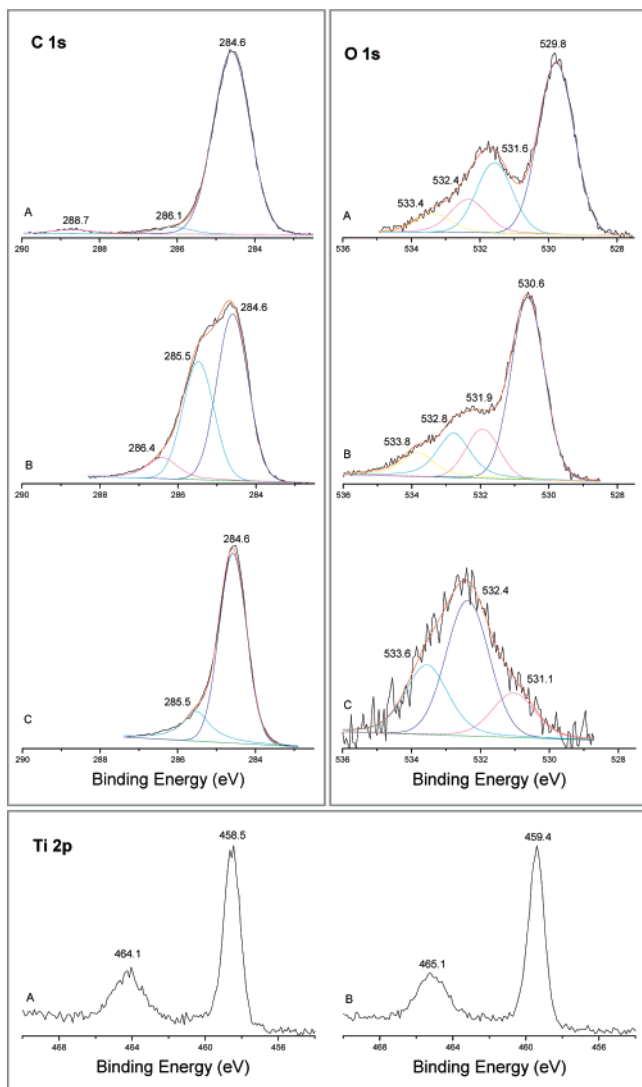 C 1s
284.6
288.7
286.1
A
290 288 286 284
284.6
285.5
286.4
B
290 288 286 284
284.6
285.5
C
290 288 286 284
Binding Energy (eV)
O 1s
529.8
531.6
532.4
533.4
A
536 534 532 530 528
530.6
531.9
532.8
533.8
B
536 534 532 530 528
532.4
533.6
531.1
C
536 534 532 530 528
Binding Energy (eV)
Ti 2p
458.5
464.1
A
468 464 460 456
Binding Energy (eV)
459.4
465.1
B
468 464 460 456
Binding Energy (eV)